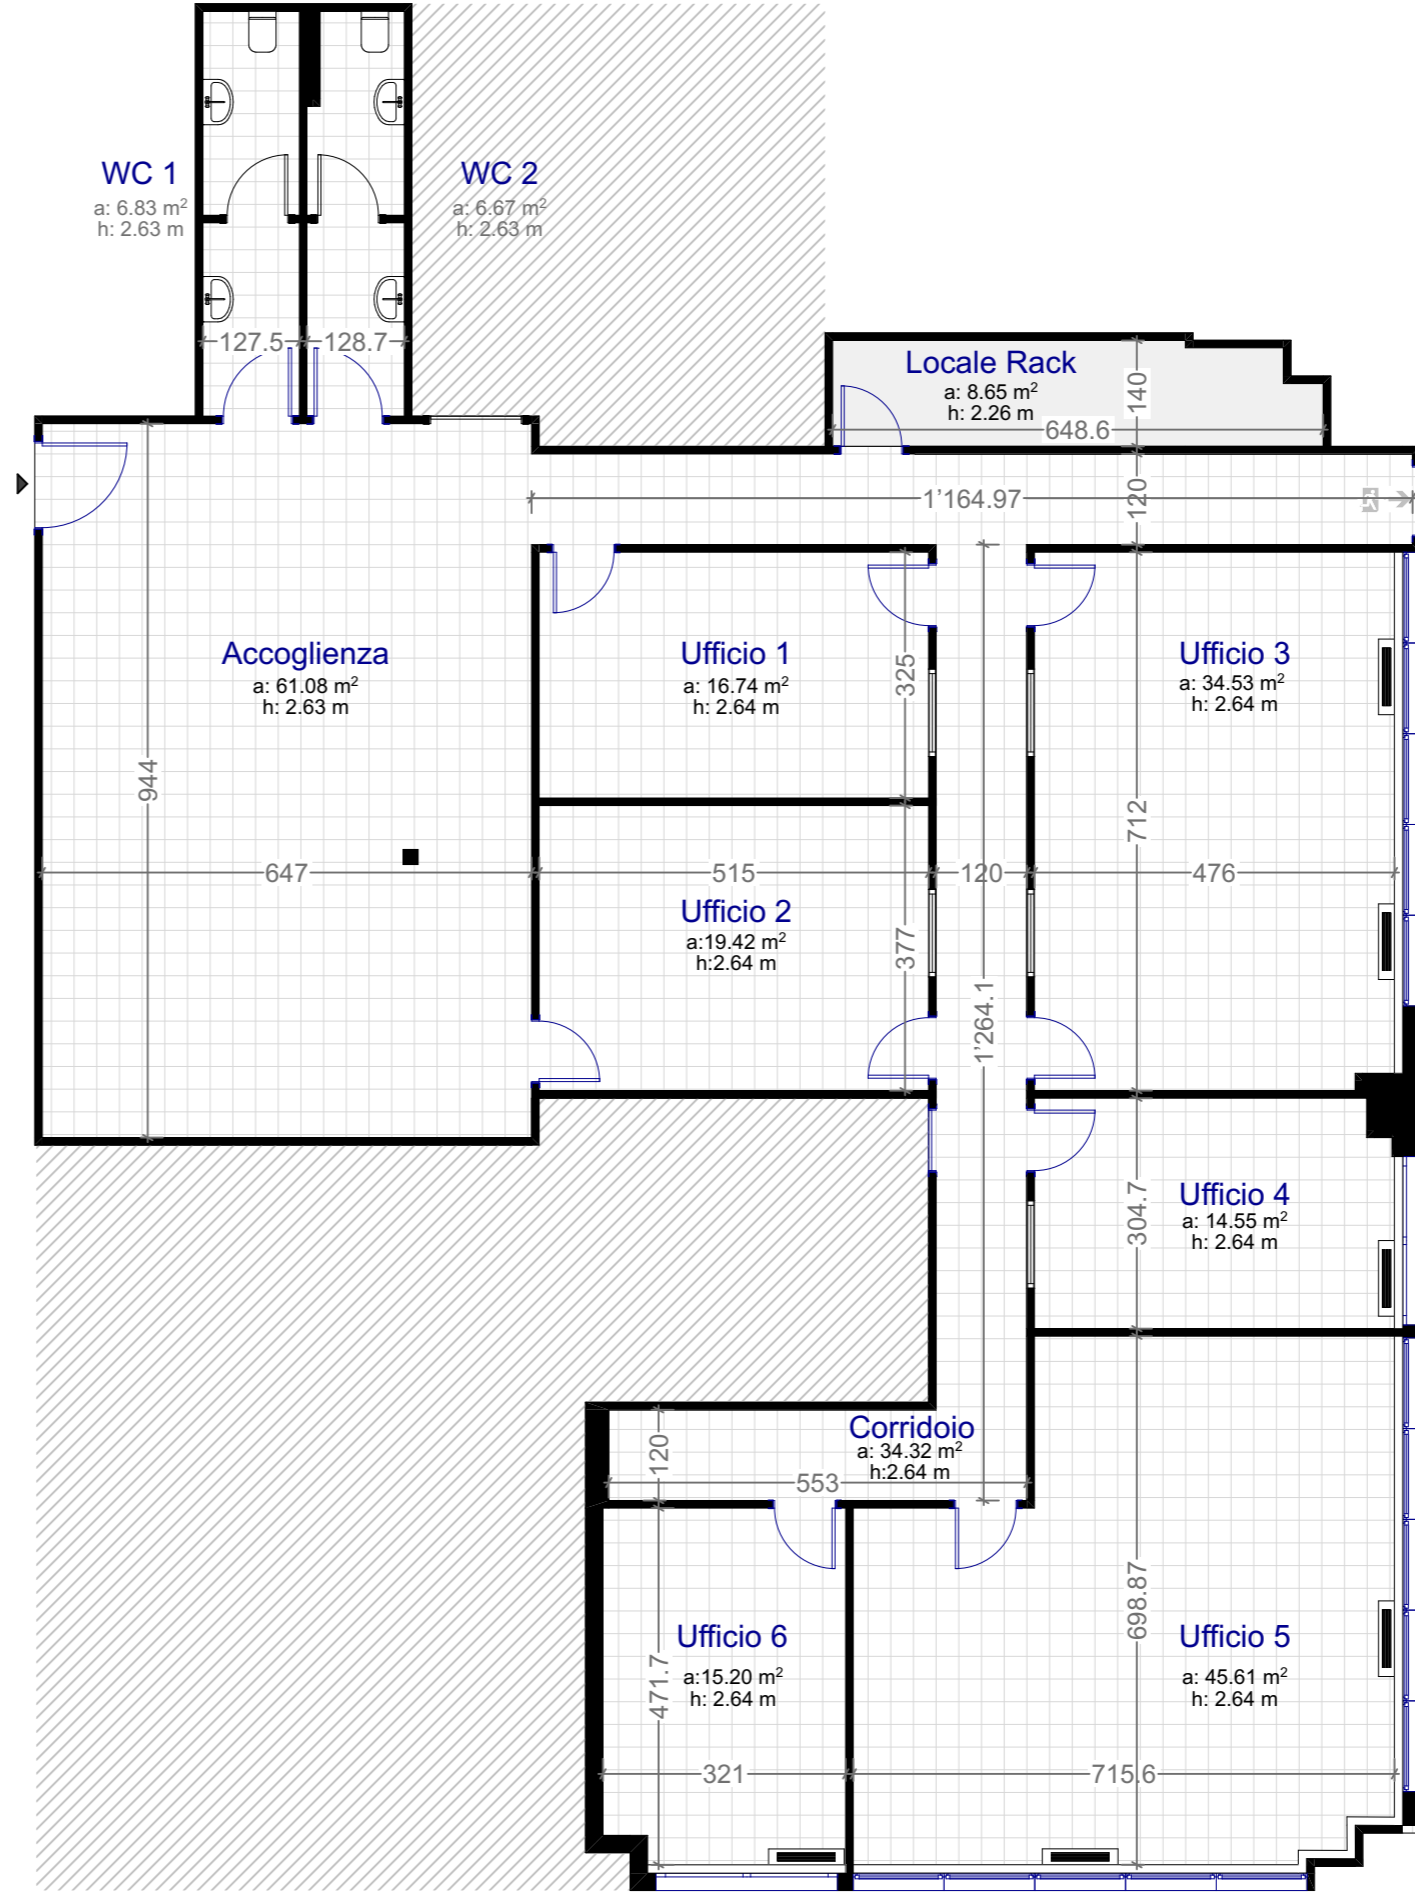 WC 1
a: 6.83 m²
h: 2.63 m
WC 2
a: 6.67 m²
h: 2.63 m
127.5
128.7
Locale Rack
a: 8.65 m²
h: 2.26 m
140
648.6
1'164.97
120
Accoglienza
a: 61.08 m²
h: 2.63 m
944
647
Ufficio 1
a: 16.74 m²
h: 2.64 m
325
Ufficio 3
a: 34.53 m²
h: 2.64 m
712
515
120
476
Ufficio 2
a:19.42 m²
h:2.64 m
377
1'264.1
Ufficio 4
a: 14.55 m²
h: 2.64 m
304.7
Corridoio
a: 34.32 m²
h:2.64 m
120
553
698.87
Ufficio 6
a:15.20 m²
h: 2.64 m
471.7
Ufficio 5
a: 45.61 m²
h: 2.64 m
321
715.6